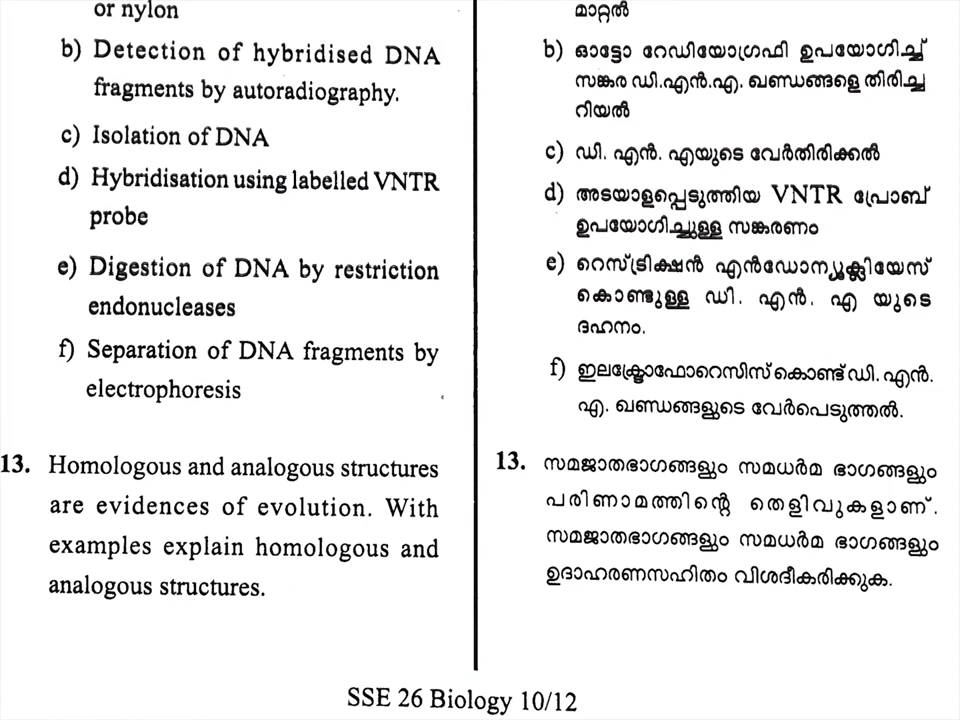 or nylon
b) Detection of hybridised DNA
fragments by autoradiography.
c) Isolation of DNA
d) Hybridisation using labelled VNTR
probe
e) Digestion of DNA by restriction
endonucleases
f) Separation of DNA fragments by
electrophoresis
13. Homologous and analogous structures
are evidences of evolution. With
examples explain homologous and
analogous structures.
മാറ്റൽ
b) ഓട്ടോ റേഡിയോഗ്രഫി ഉപയോഗിച്ച്
സങ്കര ഡി.എൻ.എ. ഖണ്ഡങ്ങളെ തിരിച്ച
റിയൽ
c) ഡി. എൻ. എയുടെ വേർതിരിക്കൽ
d) അടയാളപ്പെടുത്തിയ VNTR പ്രോബ്
ഉപയോഗിച്ചുള്ള സങ്കരണം
e) റെസ്ട്രിക്ഷൻ എൻഡോന്യൂക്ലിയേസ്
കൊണ്ടുള്ള ഡി. എൻ. എ യുടെ
ദഹനം.
f) ഇലക്ട്രോഫോറെസിസ് കൊണ്ട് ഡി. എൻ.
എ. ഖണ്ഡങ്ങളുടെ വേർപെടുത്തൽ.
13. സമജാതഭാഗങ്ങളും സമധർമ ഭാഗങ്ങളും
പരിണാമത്തിന്റെ തെളിവുകളാണ്.
സമജാതഭാഗങ്ങളും സമധർമ ഭാഗങ്ങളും
ഉദാഹരണസഹിതം വിശദീകരിക്കുക.
SSE 26 Biology 10/12